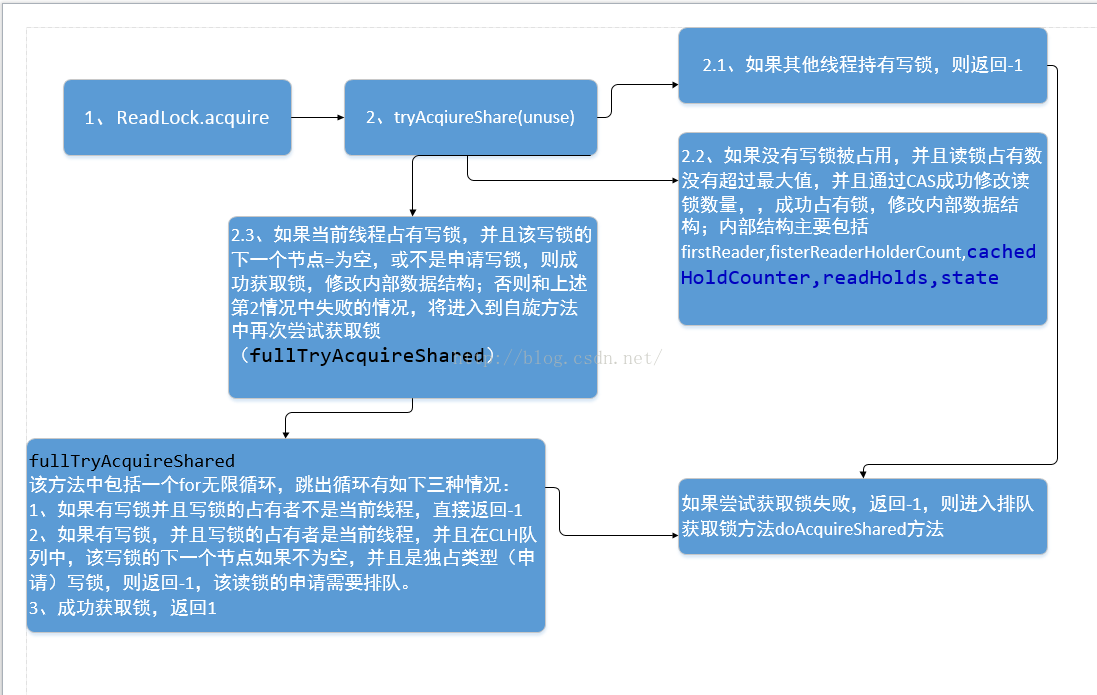 1、ReadLock.acquire
2、tryAcqiureShare(unuse)
2.1、如果其他线程持有写锁，则返回-1
2.2、如果没有写锁被占用，并且读锁占有数
没有超过最大值，并且通过CAS成功修改读
锁数量，，成功占有锁，修改内部数据结
构；内部结构主要包括
firstReader,fisterReaderHolderCount,cached
HoldCounter,readHolds,state
2.3、如果当前线程占有写锁，并且该写锁的
下一个节点=为空，或不是申请写锁，则成
功获取锁，修改内部数据结构；否则和上述
第2情况中失败的情况，将进入到自旋方法
中再次尝试获取锁
（fullTryAcquireShared）
http://blog.csdn.net/
fullTryAcquireShared
该方法中包括一个for无限循环，跳出循环有如下三种情况：
1、如果有写锁并且写锁的占有者不是当前线程，直接返回-1
2、如果有写锁，并且写锁的占有者是当前线程，并且在CLH队
列中，该写锁的下一个节点如果不为空，并且是独占类型（申
请）写锁，则返回-1，该读锁的申请需要排队。
3、成功获取锁，返回1
如果尝试获取锁失败，返回-1，则进入排队
获取锁方法doAcquireShared方法